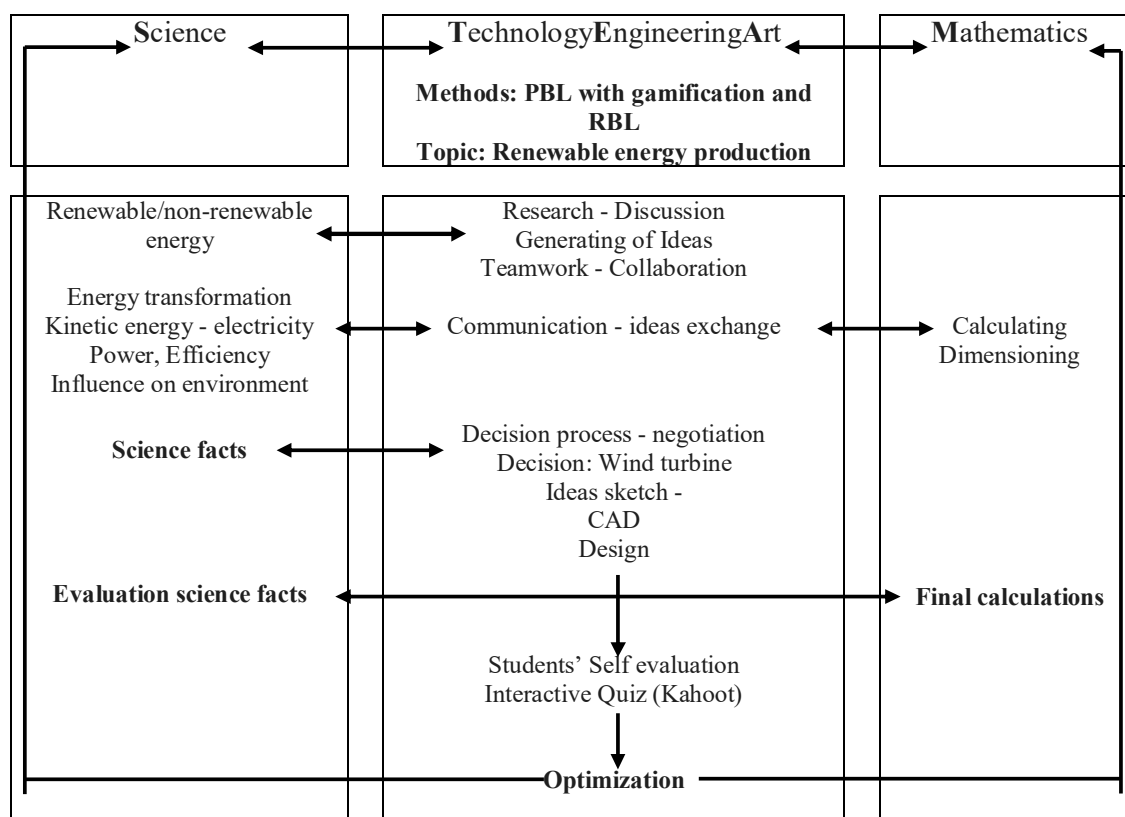 Science
TechnologyEngineeringArt
Mathematics
Methods: PBL with gamification and
RBL
Topic: Renewable energy production
Renewable/non-renewable
energy
Research - Discussion
Generating of Ideas
Teamwork - Collaboration
Energy transformation
Kinetic energy - electricity
Power, Efficiency
Influence on environment
Communication - ideas exchange
Calculating
Dimensioning
Science facts
Decision process - negotiation
Decision: Wind turbine
Ideas sketch -
CAD
Design
Evaluation science facts
Final calculations
Students’ Self evaluation
Interactive Quiz (Kahoot)
Optimization